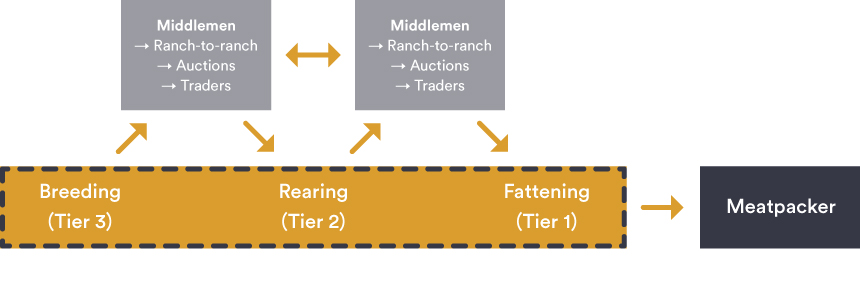 Middlemen
→ Ranch-to-ranch
→ Auctions
→ Traders
Middlemen
→ Ranch-to-ranch
→ Auctions
→ Traders
Breeding
(Tier 3)
Rearing
(Tier 2)
Fattening
(Tier 1)
Meatpacker